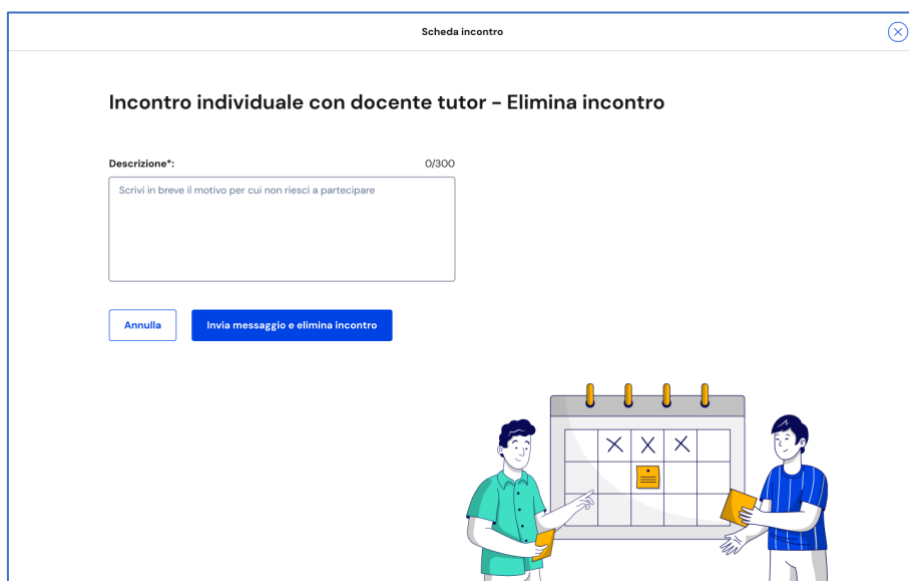 Scheda incontro
Incontro individuale con docente tutor - Elimina incontro
Descrizione*: 0/300
Scrivi in breve il motivo per cui non riesci a partecipare
Annulla Invia messaggio e elimina incontro